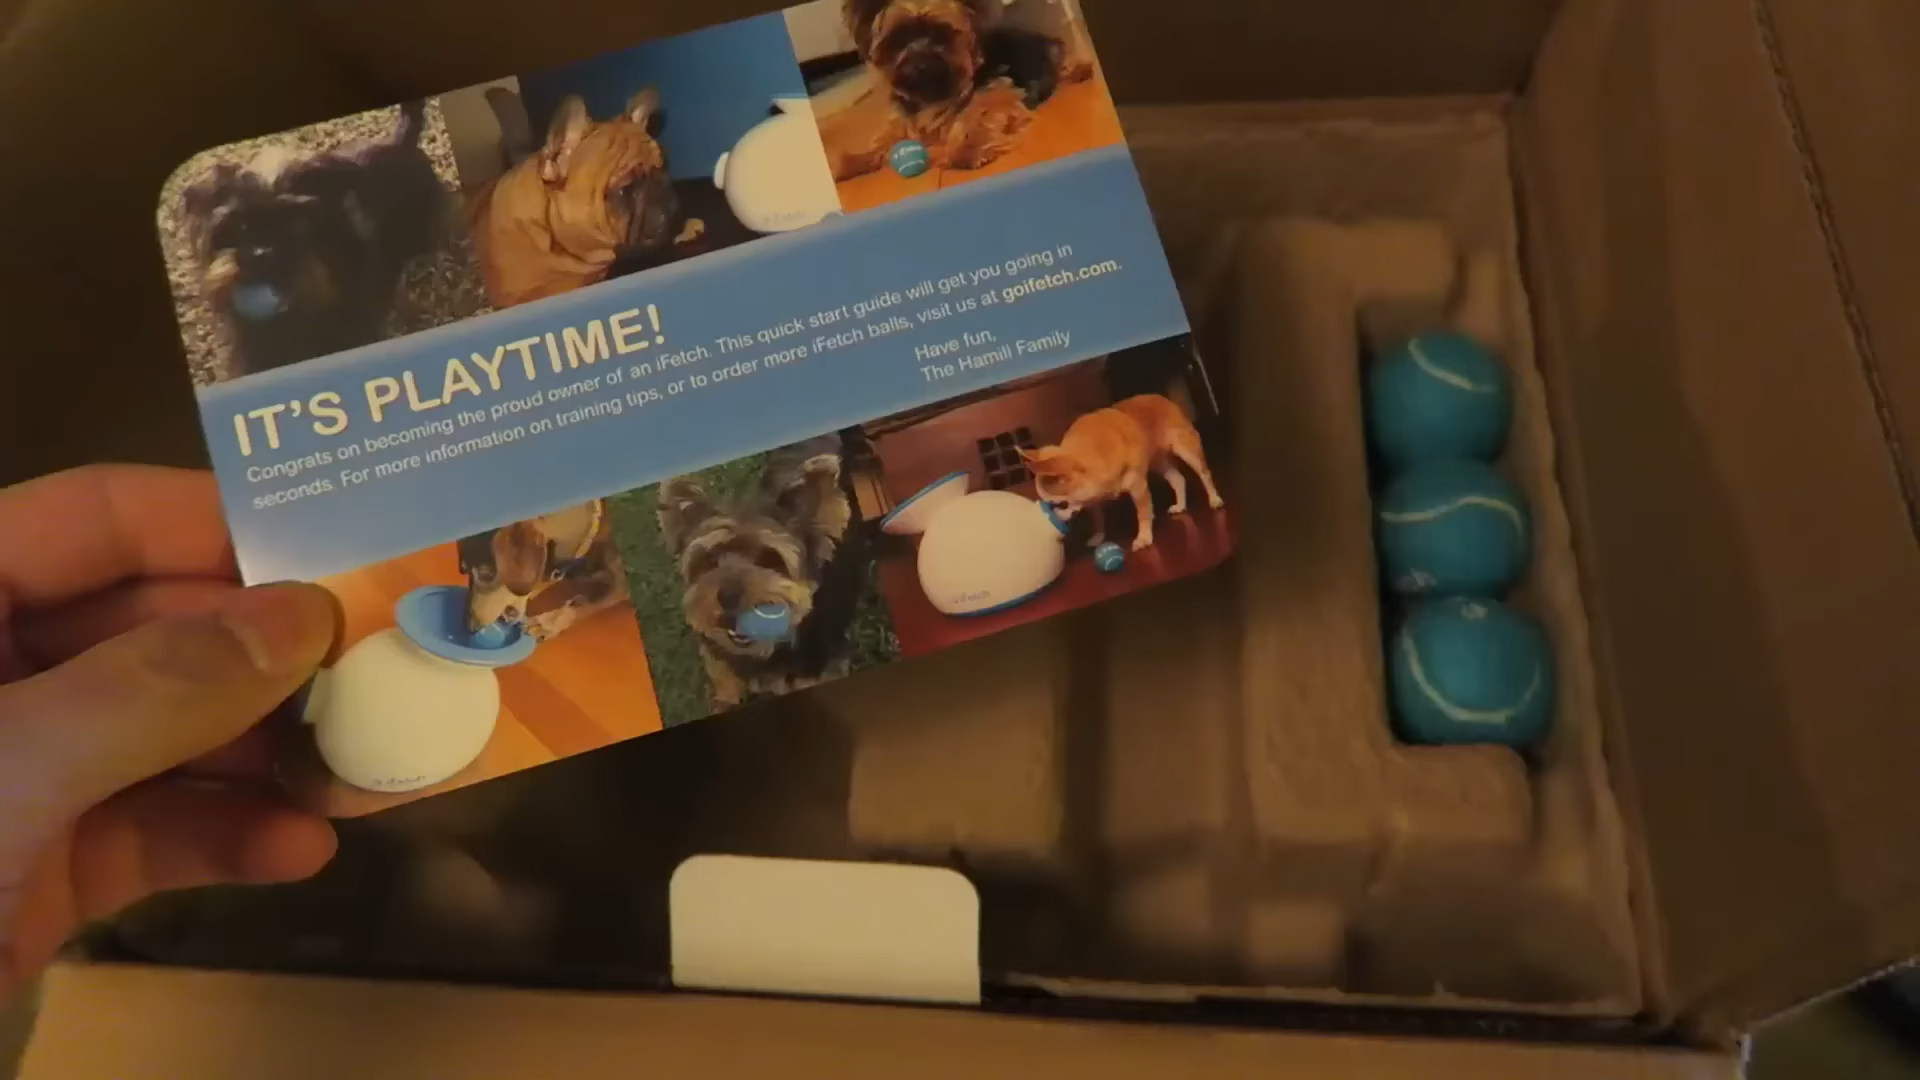 IT'S PLAYTIME!
Congrats on becoming the proud owner of an iFetch. This quick start guide will get you going in
seconds. For more information on training tips, or to order more iFetch balls, visit us at goifetch.com.
Have fun,
The Hamill Family
iFetch